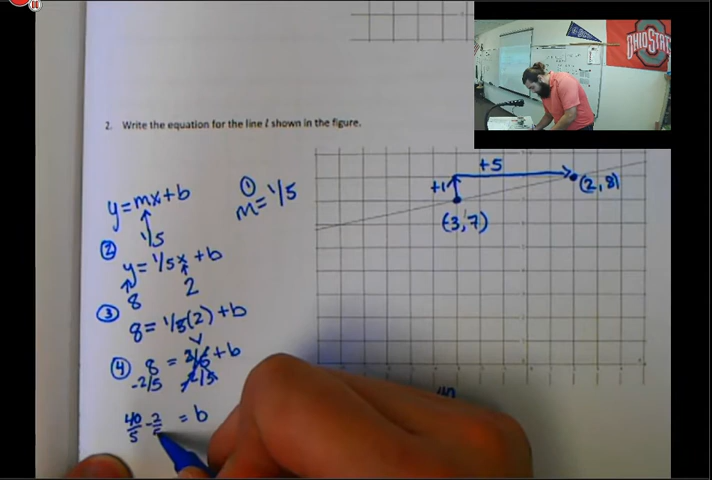 2. Write the equation for the line l shown in the figure.
y=mx+b
1/5
① m=1/5
② y=1/5x+b
8 2
③ 8=1/5(2)+b
④ 8=2/5+b
-2/5 -2/5
40/5-2/5=b
+1
+5
(3,7)
(2,8)
OHIO STATE